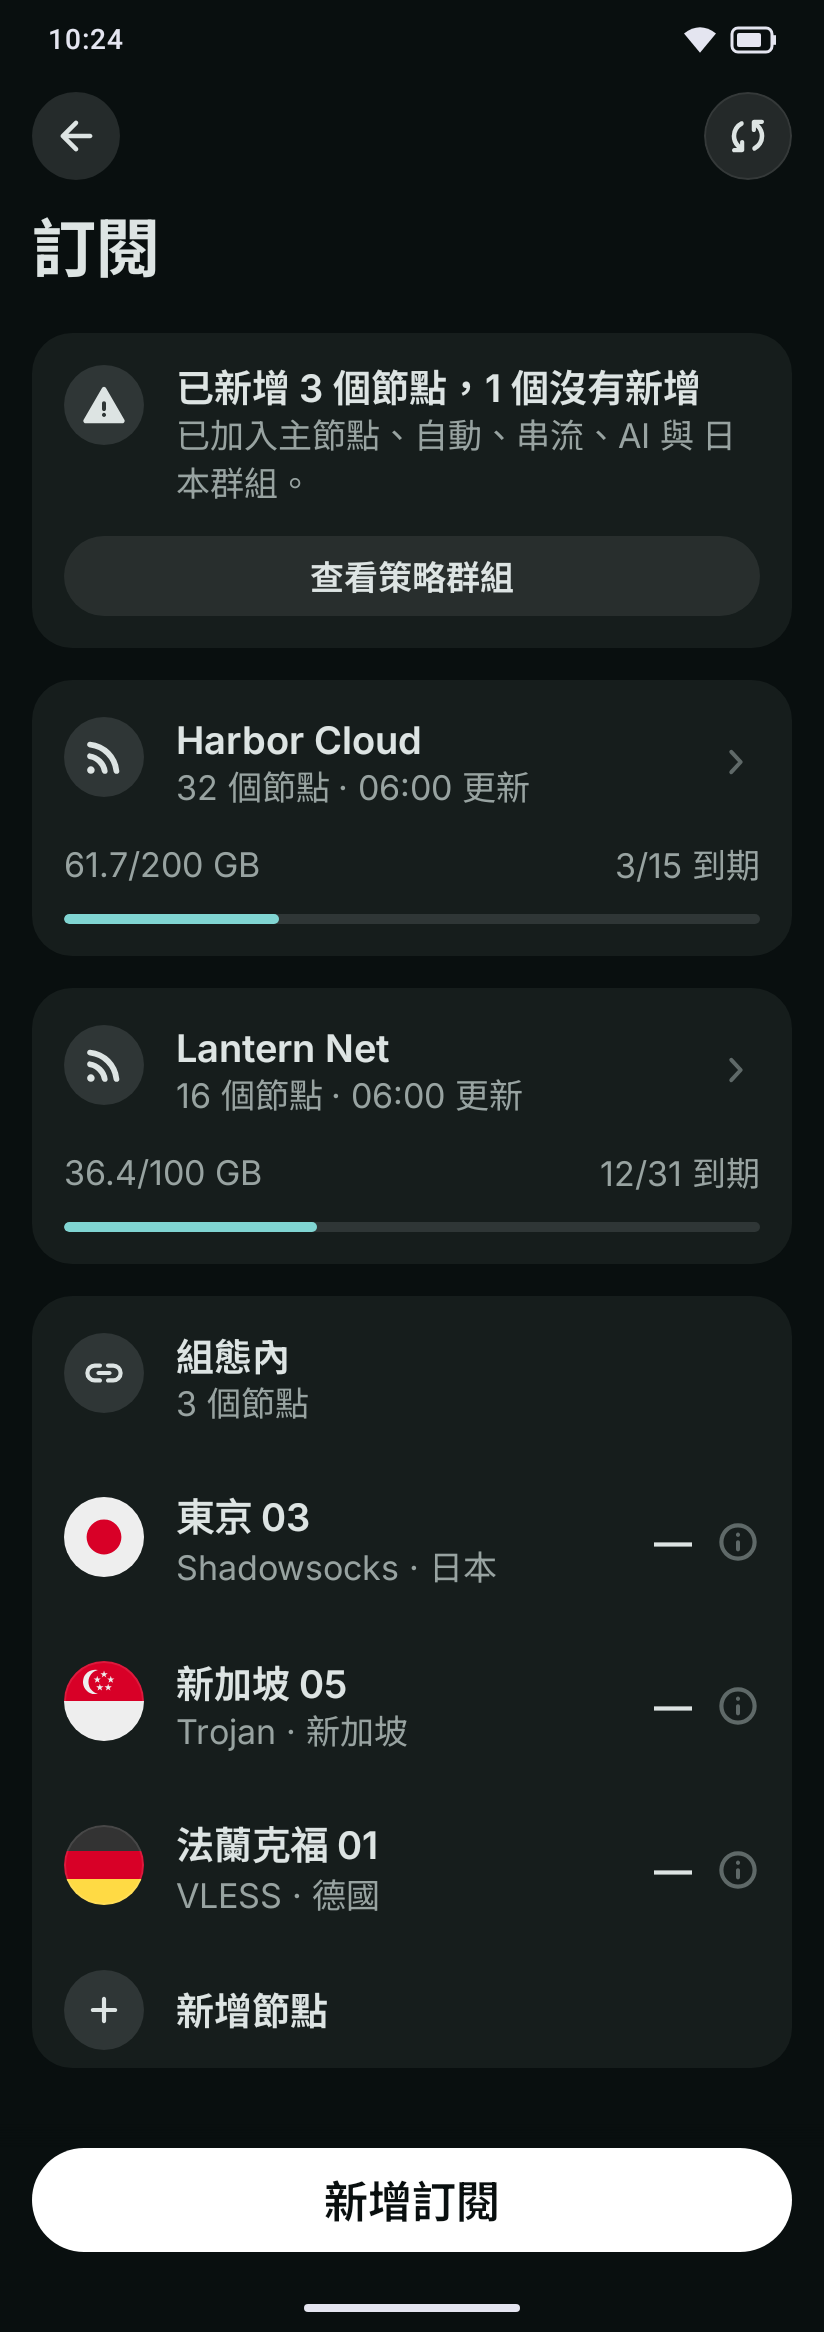 10:24
訂閱
已新增 3 個節點，1 個沒有新增
已加入主節點、自動、串流、AI 與 日
本群組。
查看策略群組
Harbor Cloud
32 個節點 · 06:00 更新
61.7/200 GB
3/15 到期
Lantern Net
16 個節點 · 06:00 更新
36.4/100 GB
12/31 到期
組態內
3 個節點
東京 03
Shadowsocks · 日本
—
新加坡 05
Trojan · 新加坡
—
法蘭克福 01
VLESS · 德國
—
新增節點
新增訂閱